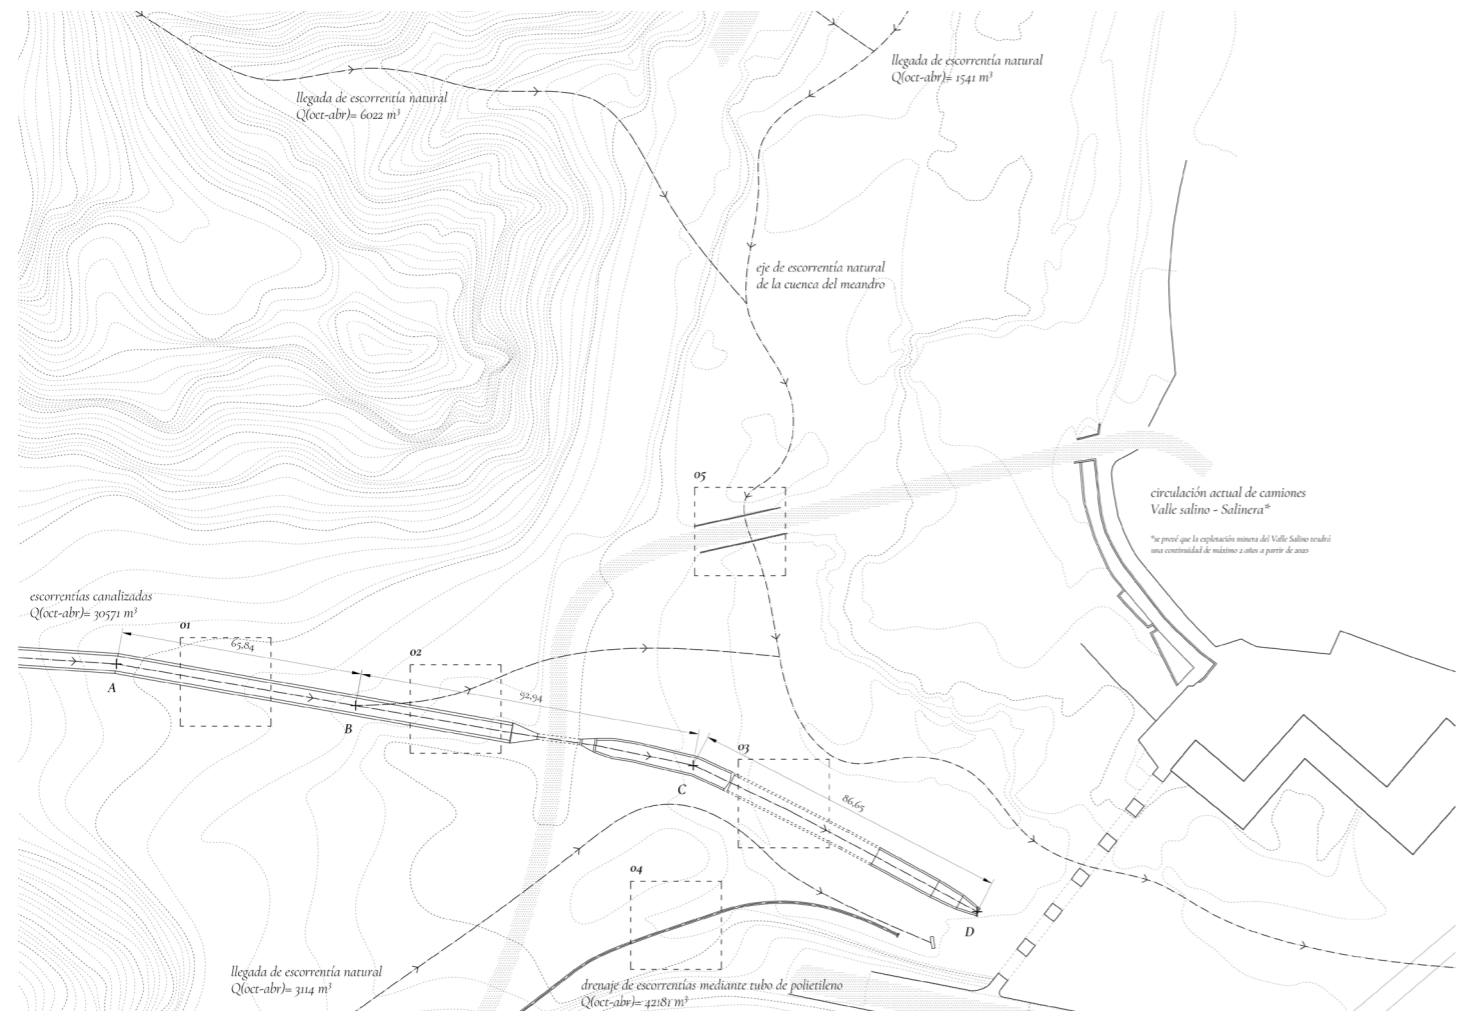 llegada de escorrentía natural
Q(oct-abr)= 1541 m³
llegada de escorrentía natural
Q(oct-abr)= 6022 m³
eje de escorrentía natural
de la cuenca del meandro
05
circulación actual de camiones
Valle salino - Salinera*
*se prevé que la explotación minera del Valle Salino tendrá
una continuidad de máximo 2 años a partir de 2020
escorrentías canalizadas
Q(oct-abr)= 30571 m³
01
65,84
02
A
92,94
B
03
C
86,65
04
D
llegada de escorrentía natural
Q(oct-abr)= 3114 m³
drenaje de escorrentías mediante tubo de polietileno
Q(oct-abr)= 42181 m³